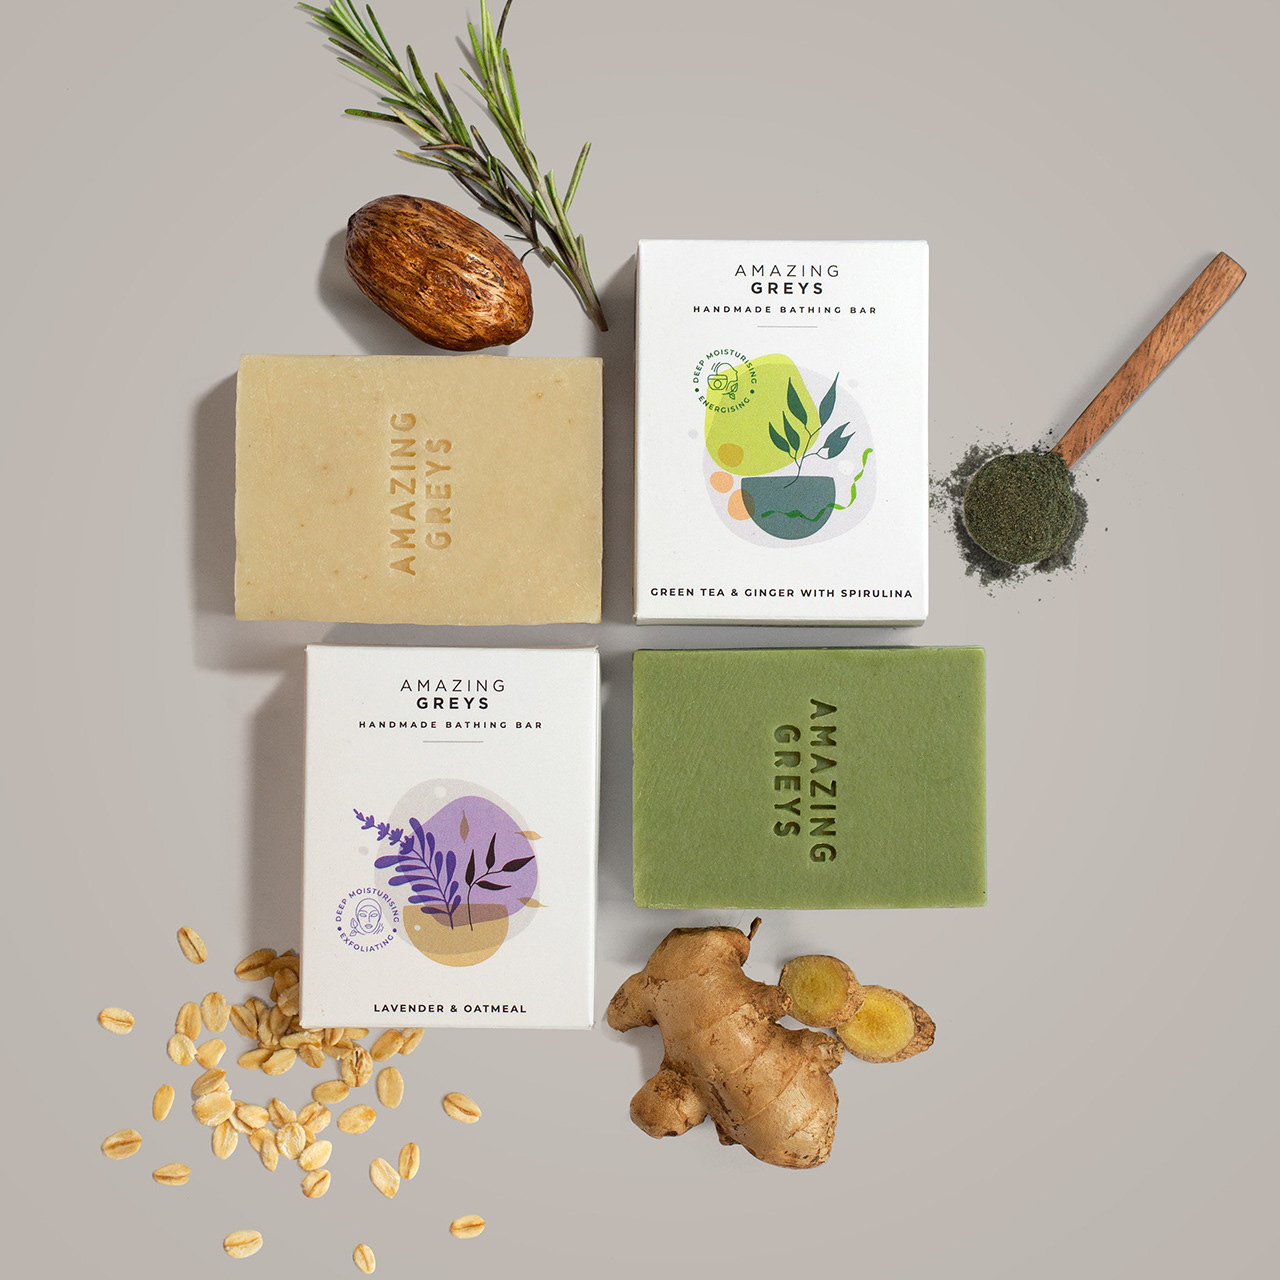 AMAZING
GREYS
HANDMADE BATHING BAR
DEEP MOISTURISING
ENERGISING
GREEN TEA & GINGER WITH SPIRULINA
AMAZING
GREYS
AMAZING
GREYS
HANDMADE BATHING BAR
DEEP MOISTURISING
EXFOLIATING
LAVENDER & OATMEAL
AMAZING
GREYS